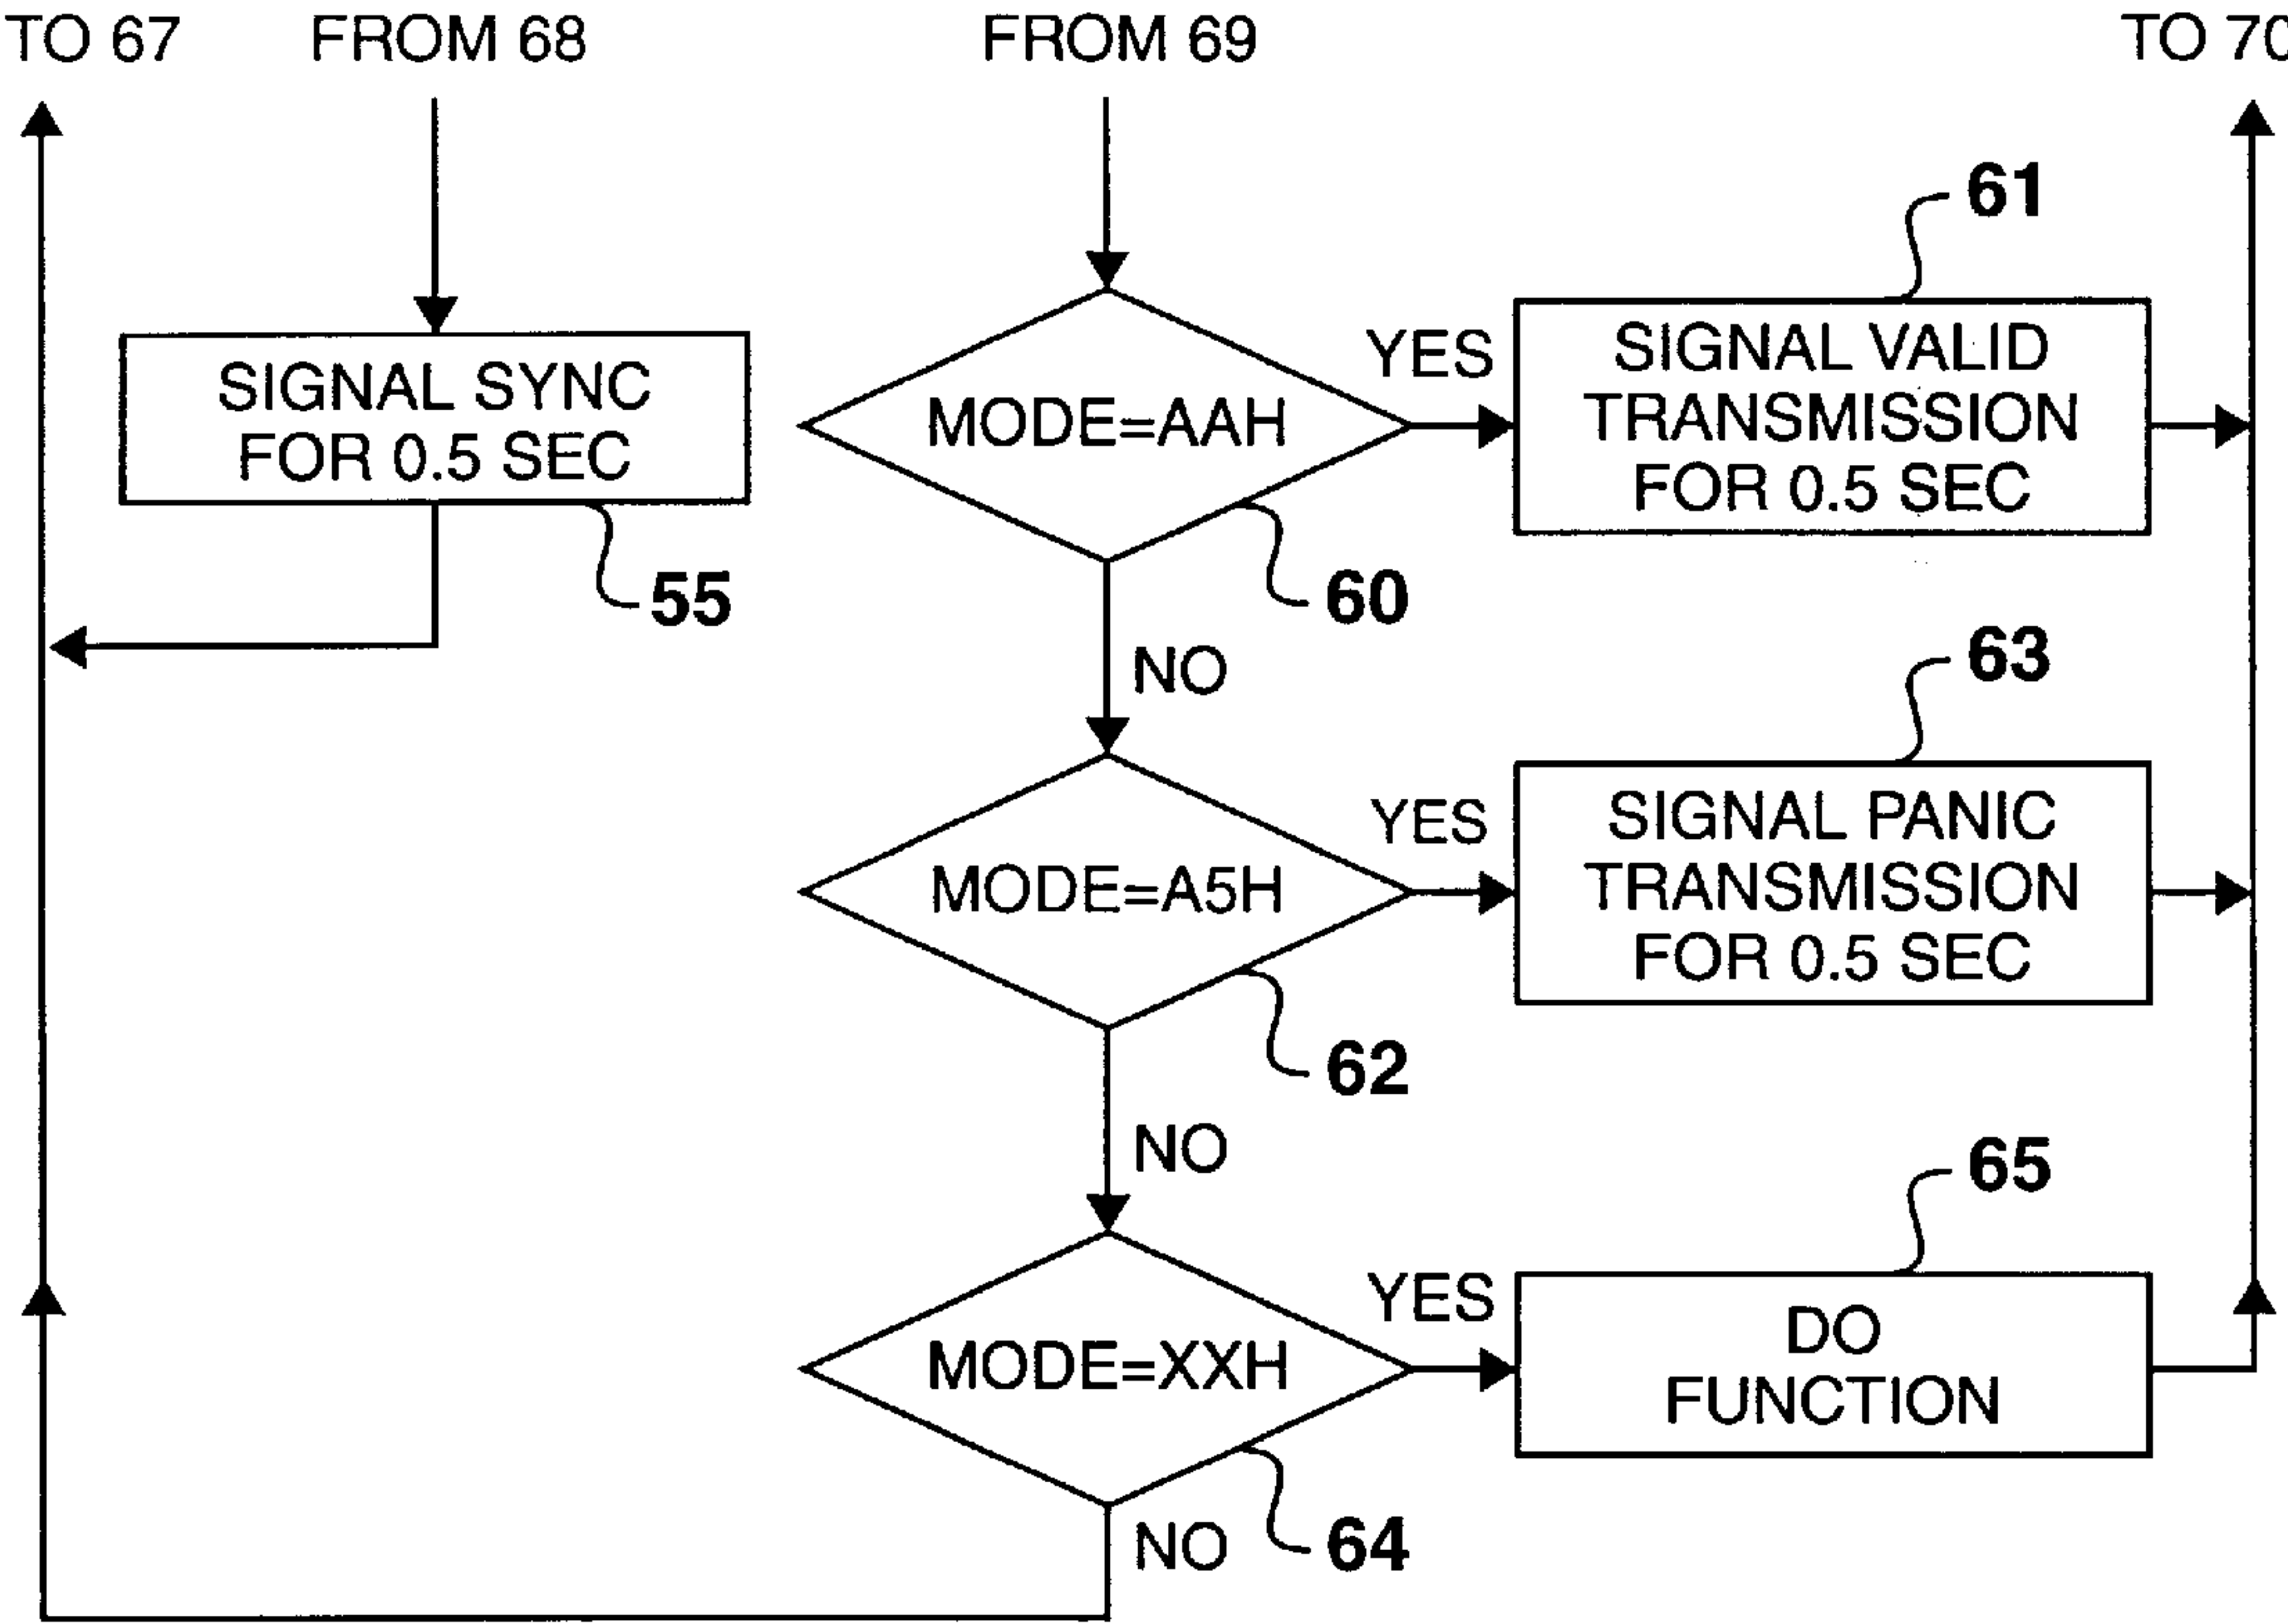 TO 67
FROM 68
FROM 69
TO 70
61
SIGNAL SYNC
FOR 0.5 SEC
55
MODE=AAH
YES
60
NO
SIGNAL VALID
TRANSMISSION
FOR 0.5 SEC
63
MODE=A5H
YES
62
NO
SIGNAL PANIC
TRANSMISSION
FOR 0.5 SEC
65
MODE=XXH
YES
64
NO
DO
FUNCTION